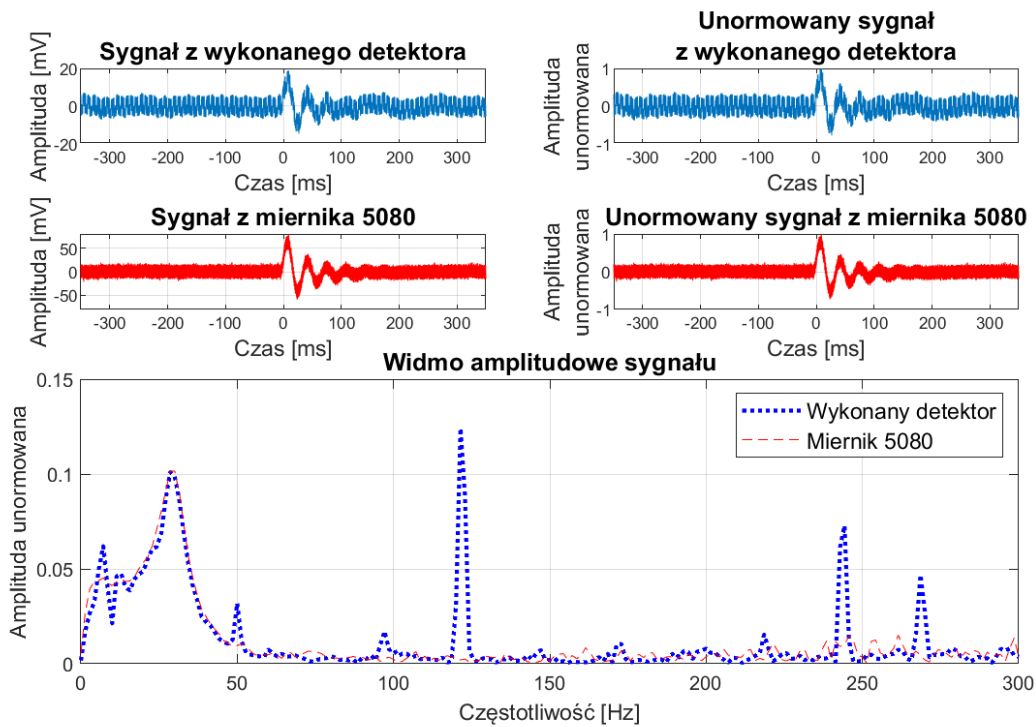 Sygnał z wykonanego detektora
Amplituda [mV]
20
0
-20
-300 -200 -100 0 100 200 300
Czas [ms]
Unormowany sygnał
z wykonanego detektora
Amplituda
unormowana
1
0
-1
-300 -200 -100 0 100 200 300
Czas [ms]
Sygnał z miernika 5080
Amplituda [mV]
50
0
-50
-300 -200 -100 0 100 200 300
Czas [ms]
Unormowany sygnał z miernika 5080
Amplituda
unormowana
1
0
-1
-300 -200 -100 0 100 200 300
Czas [ms]
Widmo amplitudowe sygnału
Amplituda unormowana
0.15
0.1
0.05
0
Wykonany detektor
Miernik 5080
0 50 100 150 200 250 300
Częstotliwość [Hz]